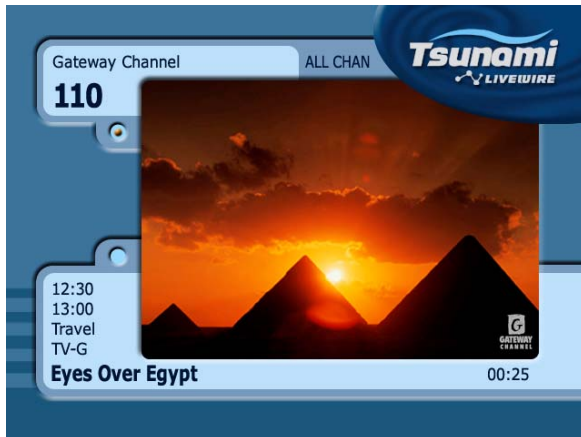 Gateway Channel
ALL CHAN
Tsunami
LIVEWIRE
110
12:30
13:00
Travel
TV-G
G
GATEWAY
CHANNEL
Eyes Over Egypt
00:25